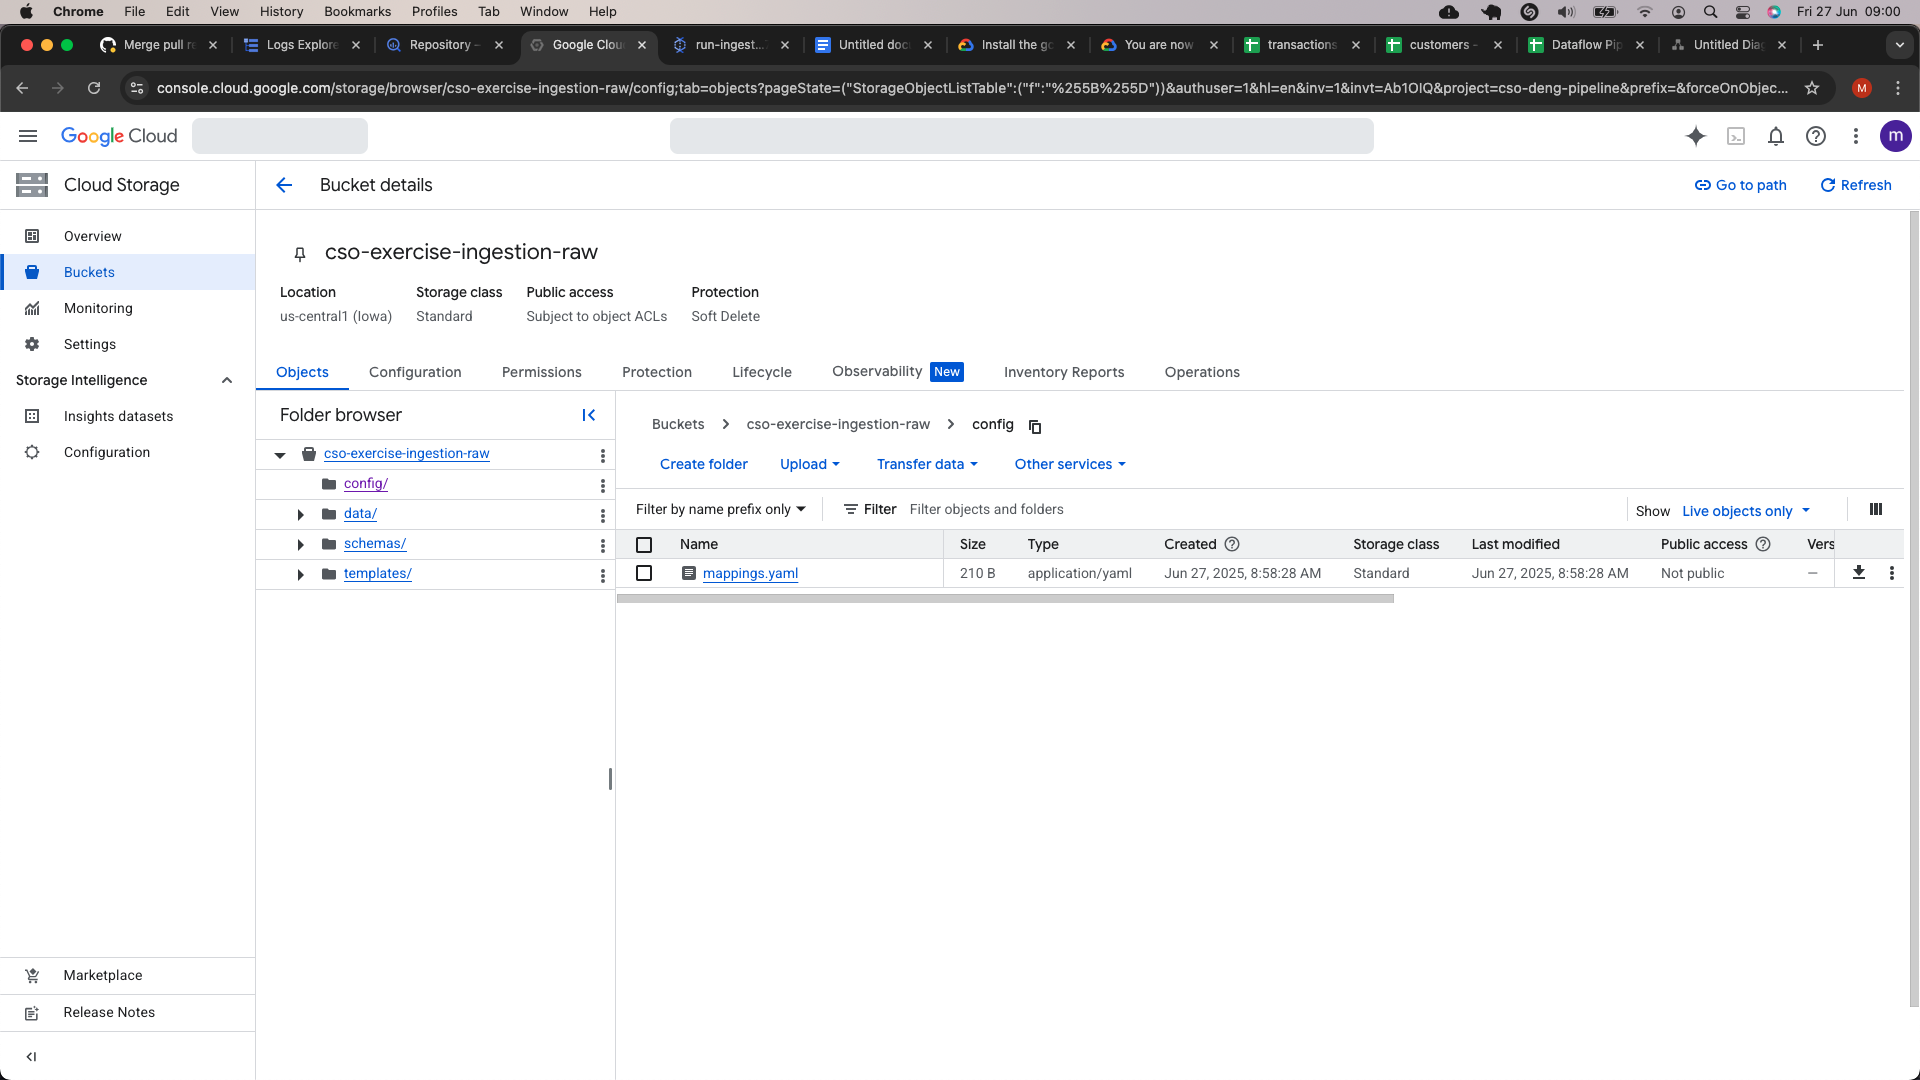 Chrome File Edit View History Bookmarks Profiles Tab Window Help Fri 27 Jun 09:00
Merge pull re Logs Explore Repository – Google Clou run-ingest... Untitled doc Install the gc You are now transactions customers - Dataflow Pip Untitled Dia
console.cloud.google.com/storage/browser/cso-exercise-ingestion-raw/config;tab=objects?pageState=("StorageObjectListTable":("f":"%255B%255D"))&authuser=1&hl=en&inv=1&invt=Ab1OIQ&project=cso-deng-pipeline&prefix=&forceOnObjec... M
Google Cloud m
Cloud Storage Bucket details Go to path Refresh
Overview
Buckets
Monitoring
Settings
Storage Intelligence
Insights datasets
Configuration
Marketplace
Release Notes
cso-exercise-ingestion-raw
Location Storage class Public access Protection
us-central1 (Iowa) Standard Subject to object ACLs Soft Delete
Objects Configuration Permissions Protection Lifecycle Observability New Inventory Reports Operations
Folder browser
cso-exercise-ingestion-raw
config/
data/
schemas/
templates/
Buckets cso-exercise-ingestion-raw config
Create folder Upload Transfer data Other services
Filter by name prefix only Filter Filter objects and folders Show Live objects only
Name Size Type Created Storage class Last modified Public access Vers
mappings.yaml 210 B application/yaml Jun 27, 2025, 8:58:28 AM Standard Jun 27, 2025, 8:58:28 AM Not public —